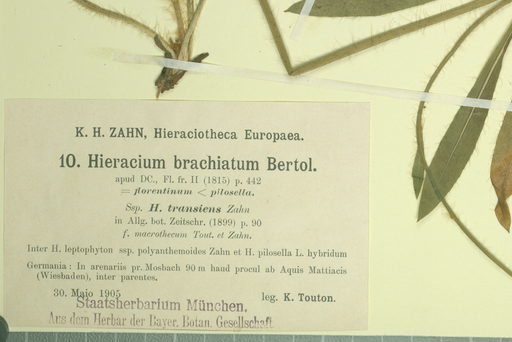 K. H. ZAHN, Hieraciotheca Europaea.
10. Hieracium brachiatum Bertol.
apud DC., Fl. fr. II (1815) p. 442
= florentinum < pilosella.
Ssp. H. transiens Zahn
in Allg. bot. Zeitschr. (1899) p. 90
f. macrothecum Tout. et Zahn.
Inter H. leptophyton ssp. polyanthemoides Zahn et H. pilosella L. hybridum
Germania: In arenariis pr. Mosbach 90 m haud procul ab Aquis Mattiacis
(Wiesbaden), inter parentes.
30. Maio 1905 leg. K. Touton.
Staatsherbarium München.
Aus dem Herbar der Bayer. Botan. Gesellschaft